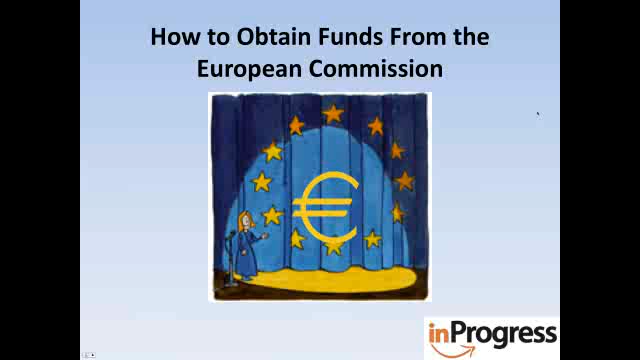 How to Obtain Funds From the
European Commission
€
inProgress